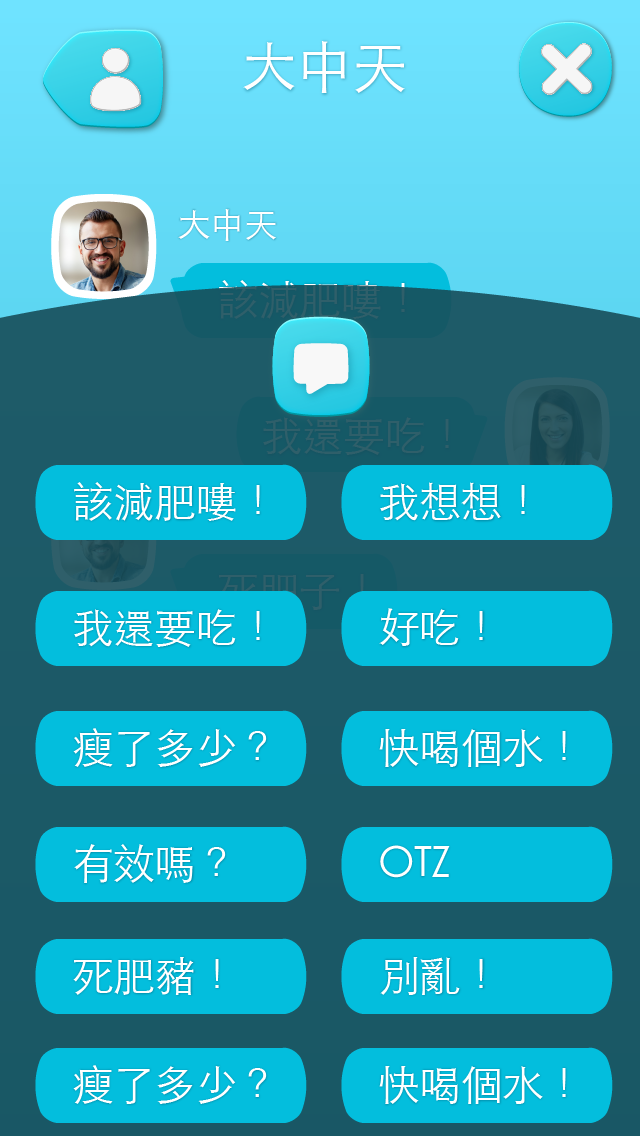 大中天
大中天
該減肥嘍！
我還要吃！
該減肥嘍！
我想想！
死肥子！
我還要吃！
好吃！
瘦了多少？
快喝個水！
有效嗎？
OTZ
死肥豬！
別亂！
瘦了多少？
快喝個水！